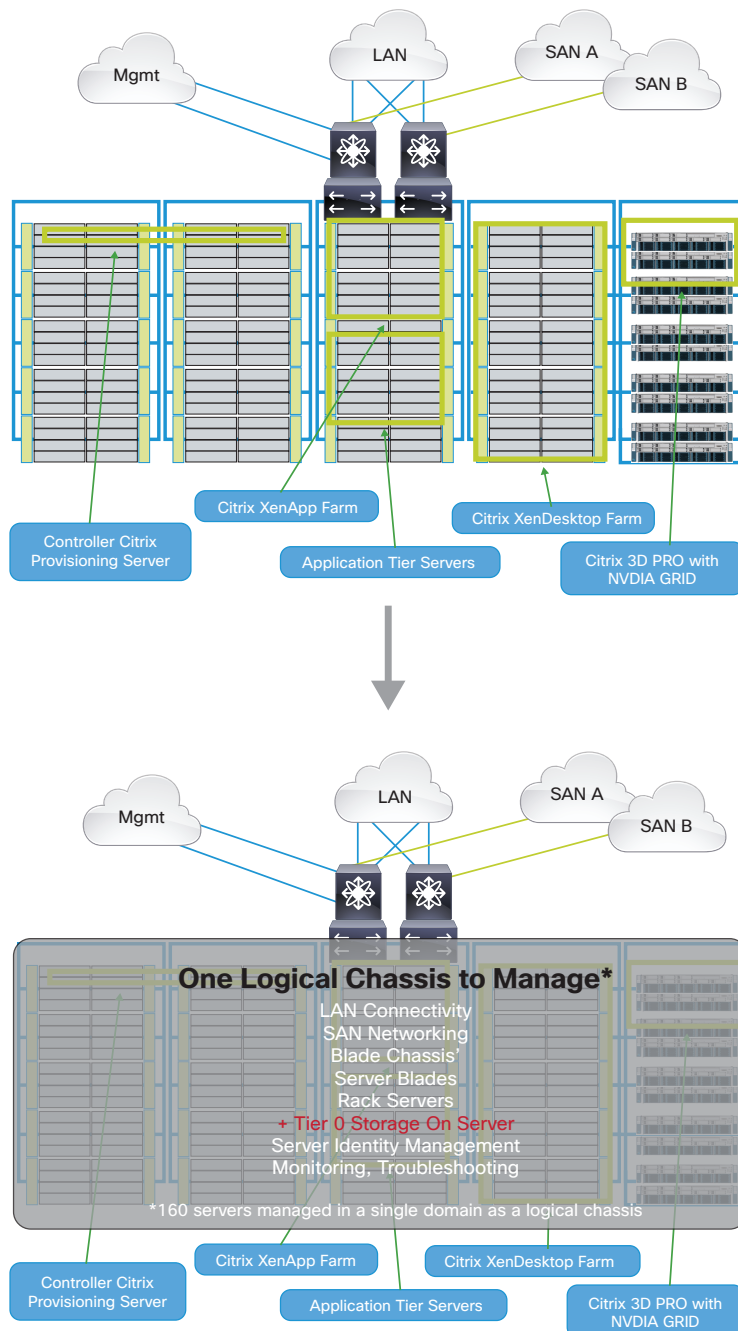 LAN
SAN A
Mgmt
SAN B
Citrix XenApp Farm
Citrix XenDesktop Farm
Controller Citrix
Provisioning Server
Application Tier Servers
Citrix 3D PRO with
NVDIA GRID
LAN
SAN A
Mgmt
SAN B
One Logical Chassis to Manage*
LAN Connectivity
SAN Networking
Blade Chassis'
Server Blades
Rack Servers
+ Tier 0 Storage On Server
Server Identity Management
Monitoring, Troubleshooting
*160 servers managed in a single domain as a logical chassis
Citrix XenApp Farm
Citrix XenDesktop Farm
Controller Citrix
Provisioning Server
Application Tier Servers
Citrix 3D PRO with
NVDIA GRID